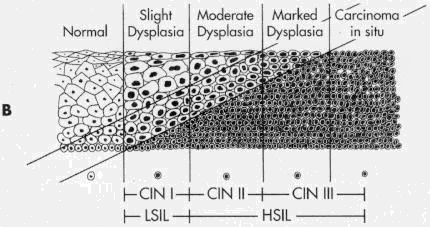 Normal
Slight Dysplasia
Moderate Dysplasia
Marked Dysplasia
Carcinoma in situ
B
CIN I
CIN II
CIN III
LSIL
HSIL